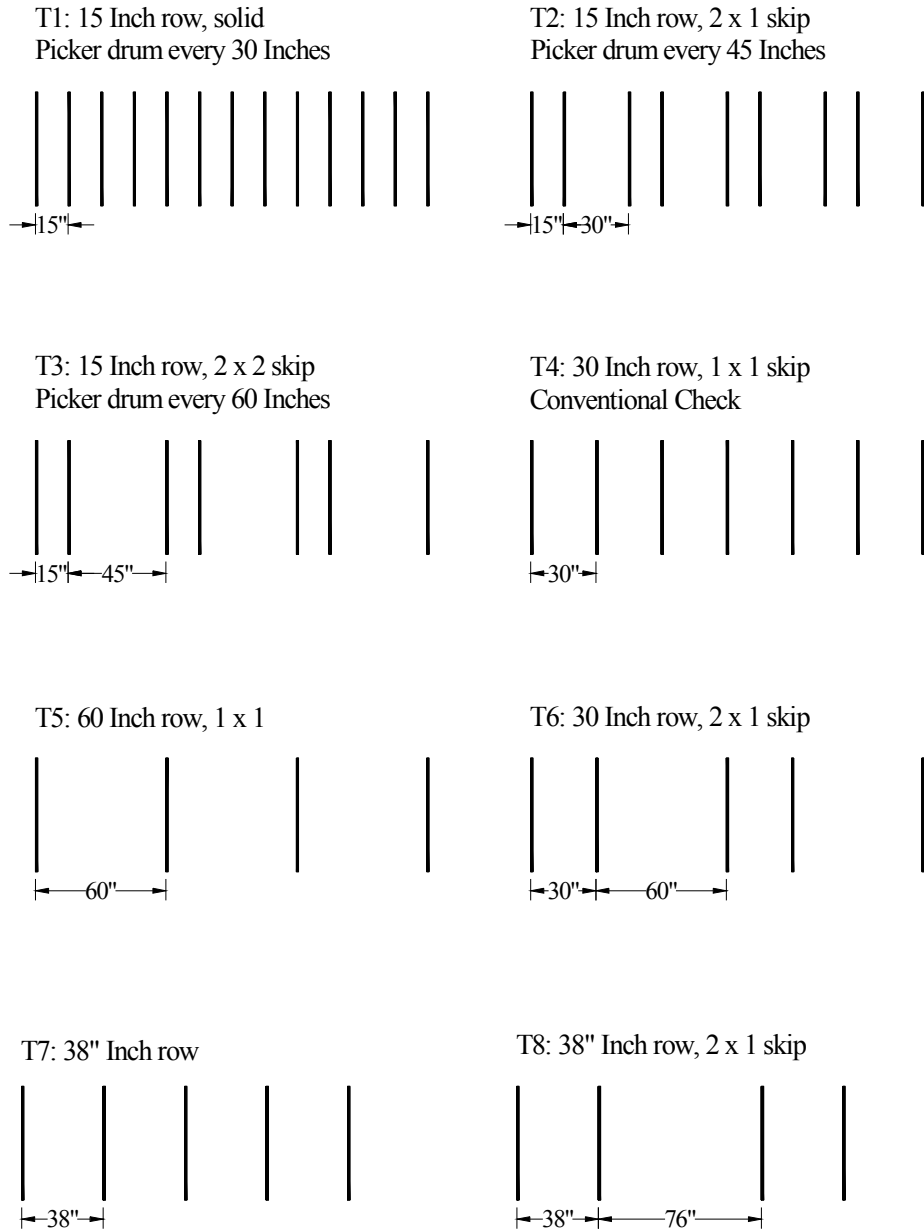 T1: 15 Inch row, solid
Picker drum every 30 Inches
15"
T2: 15 Inch row, 2 x 1 skip
Picker drum every 45 Inches
15" 30"
T3: 15 Inch row, 2 x 2 skip
Picker drum every 60 Inches
15" 45"
T4: 30 Inch row, 1 x 1 skip
Conventional Check
30"
T5: 60 Inch row, 1 x 1
60"
T6: 30 Inch row, 2 x 1 skip
30" 60"
T7: 38" Inch row
38"
T8: 38" Inch row, 2 x 1 skip
38" 76"